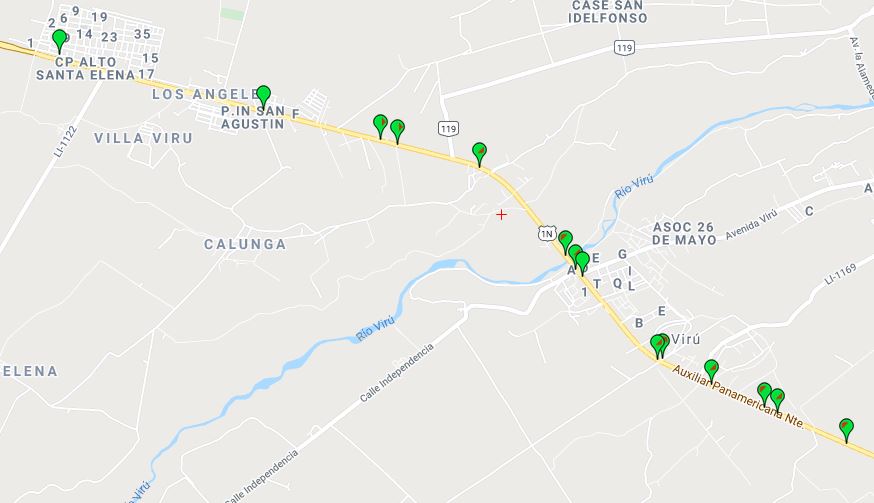 CASE SAN
IDELFONSO
119
2 6 9 19
1 14 23 35
15
17
CP ALTO
SANTA ELENA
LOS ANGELE
P.IN SAN
AGUSTIN
F
VILLA VIRU
LI-1122
119
Av. la Alameda
Río Virú
1N
ASOC 26
DE MAYO
Avenida Virú
C
A
CALUNGA
E G
A P I
1 T Q L
LI-1169
E
B
Virú
Río Virú
Calle Independencia
ELENA
Auxiliar Panamericana Nte.
Calle Independencia
Río Virú